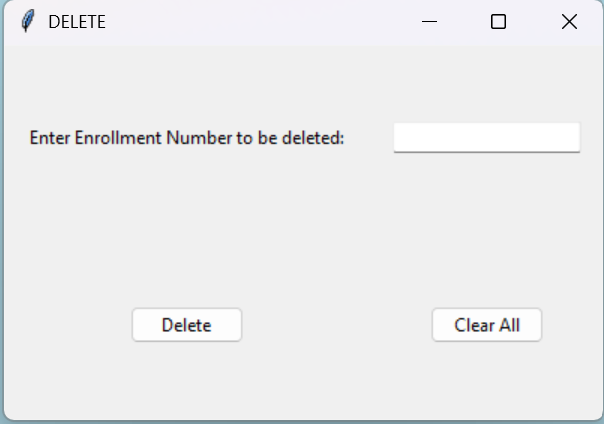 DELETE
Enter Enrollment Number to be deleted:
Delete
Clear All